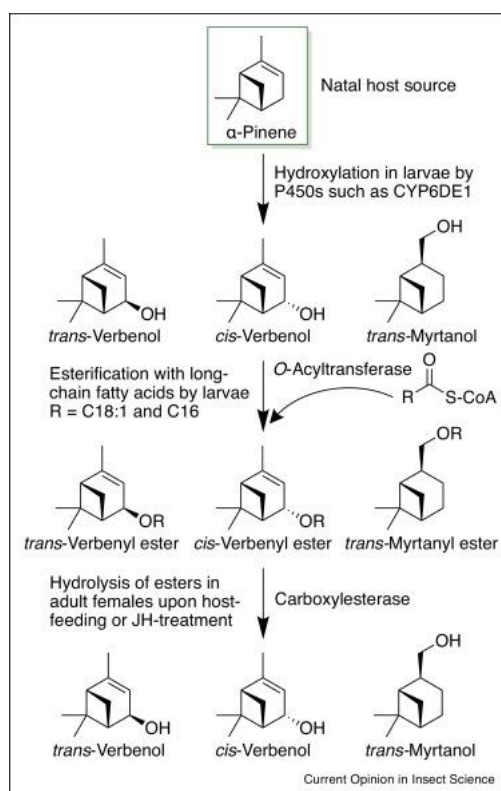 Natal host source
α-Pinene
Hydroxylation in larvae by
P450s such as CYP6DE1
OH
OH
OH
trans-Verbenol
cis-Verbenol
trans-Myrtanol
Esterification with long-
chain fatty acids by larvae
R = C18:1 and C16
O-Acyltransferase
O
R
S-CoA
OR
OR
OR
trans-Verbenyl ester
cis-Verbenyl ester
trans-Myrtanyl ester
Hydrolysis of esters in
adult females upon host-
feeding or JH-treatment
Carboxylesterase
OH
OH
OH
trans-Verbenol
cis-Verbenol
trans-Myrtanol
Current Opinion in Insect Science